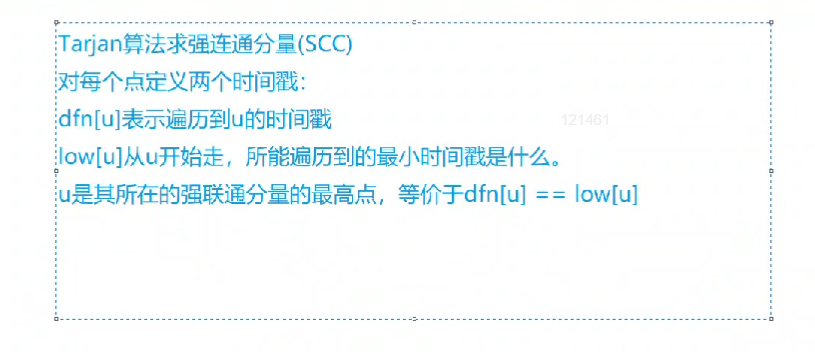 Tarjan算法求强连通分量(SCC)
对每个点定义两个时间戳：
dfn[u]表示遍历到u的时间戳
121461
low[u]从u开始走，所能遍历到的最小时间戳是什么。
u是其所在的强联通分量的最高点，等价于dfn[u] == low[u]